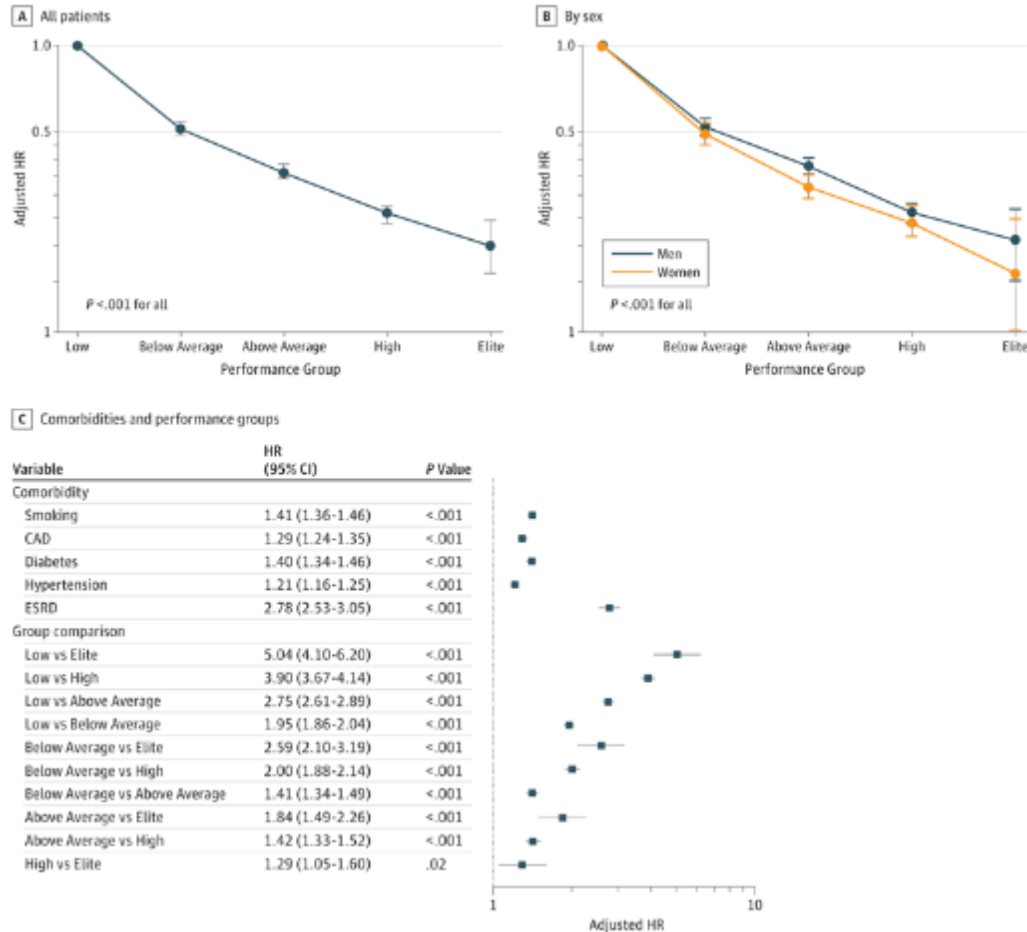 A All patients
1.0
0.5
1
Adjusted HR
P <.001 for all
Low Below Average Above Average High Elite
Performance Group
B By sex
1.0
0.5
1
Adjusted HR
Men
Women
P <.001 for all
Low Below Average Above Average High Elite
Performance Group
C Comorbidities and performance groups
Variable HR (95% CI) P Value
Comorbidity
Smoking 1.41 (1.36-1.46) <.001
CAD 1.29 (1.24-1.35) <.001
Diabetes 1.40 (1.34-1.46) <.001
Hypertension 1.21 (1.16-1.25) <.001
ESRD 2.78 (2.53-3.05) <.001
Group comparison
Low vs Elite 5.04 (4.10-6.20) <.001
Low vs High 3.90 (3.67-4.14) <.001
Low vs Above Average 2.75 (2.61-2.89) <.001
Low vs Below Average 1.95 (1.86-2.04) <.001
Below Average vs Elite 2.59 (2.10-3.19) <.001
Below Average vs High 2.00 (1.88-2.14) <.001
Below Average vs Above Average 1.41 (1.34-1.49) <.001
Above Average vs Elite 1.84 (1.49-2.26) <.001
Above Average vs High 1.42 (1.33-1.52) <.001
High vs Elite 1.29 (1.05-1.60) .02
1 10
Adjusted HR